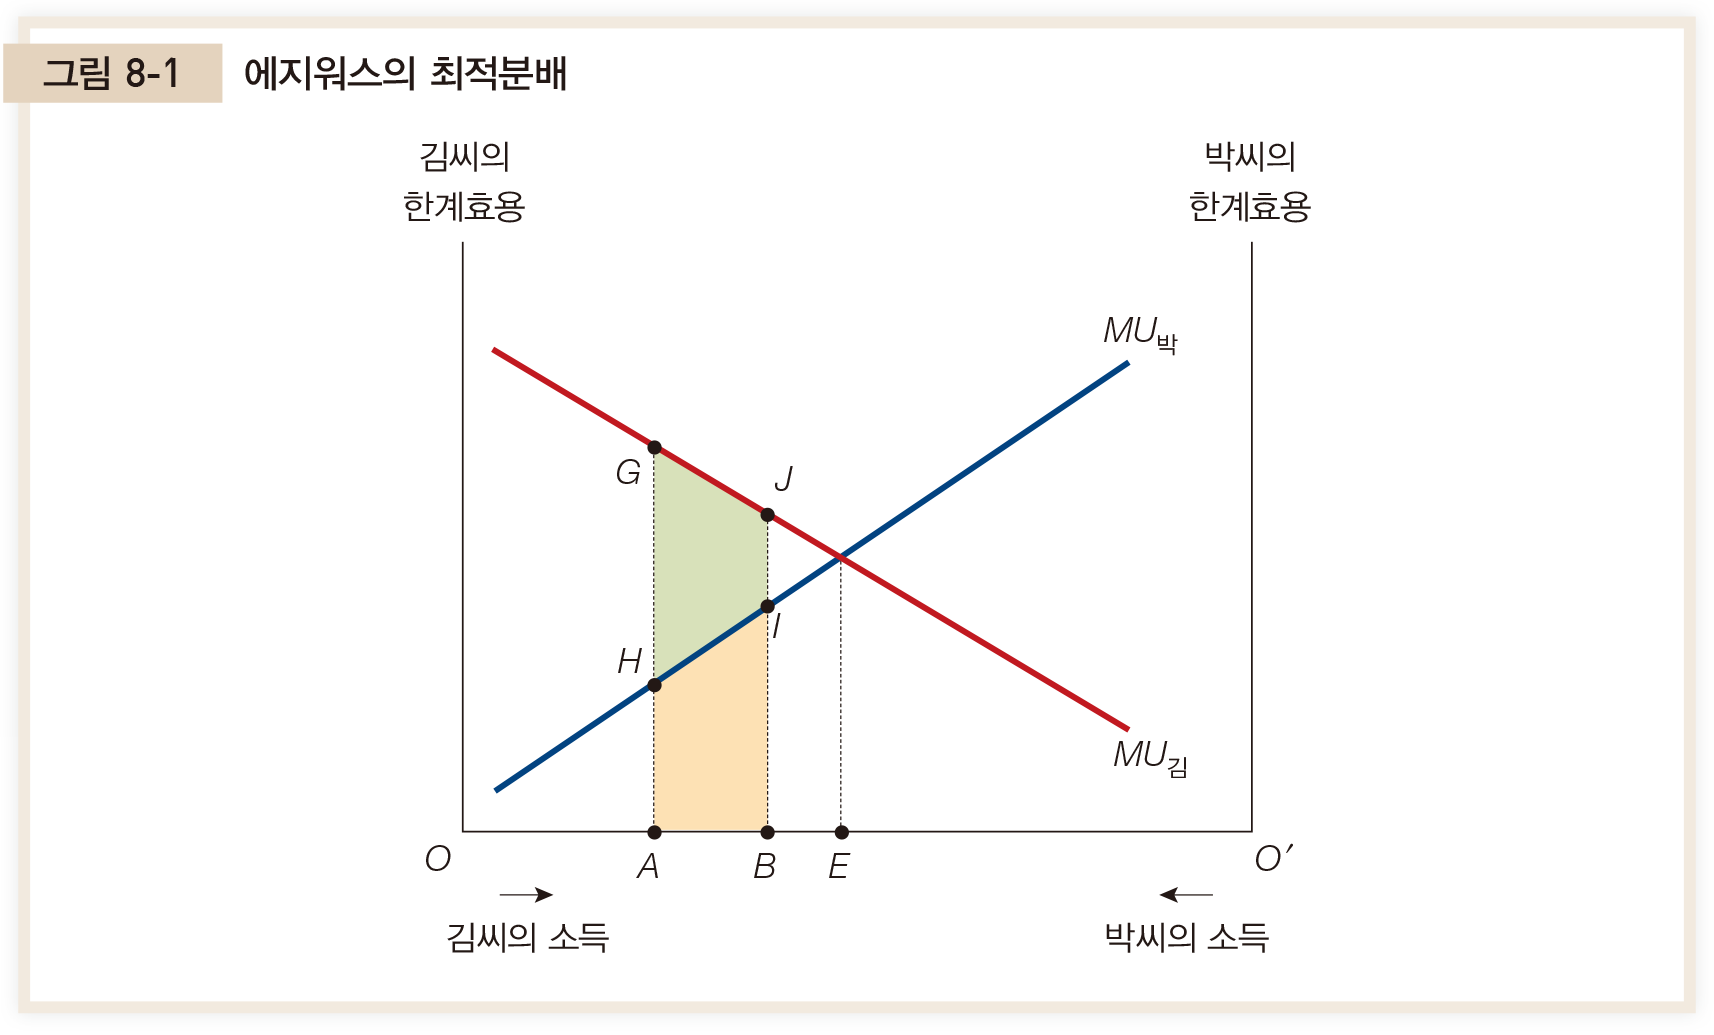 그림 8-1 에지워스의 최적분배
김씨의
한계효용
박씨의
한계효용
MU박
G
J
I
H
MU김
O
A
B
E
O′
김씨의 소득
박씨의 소득